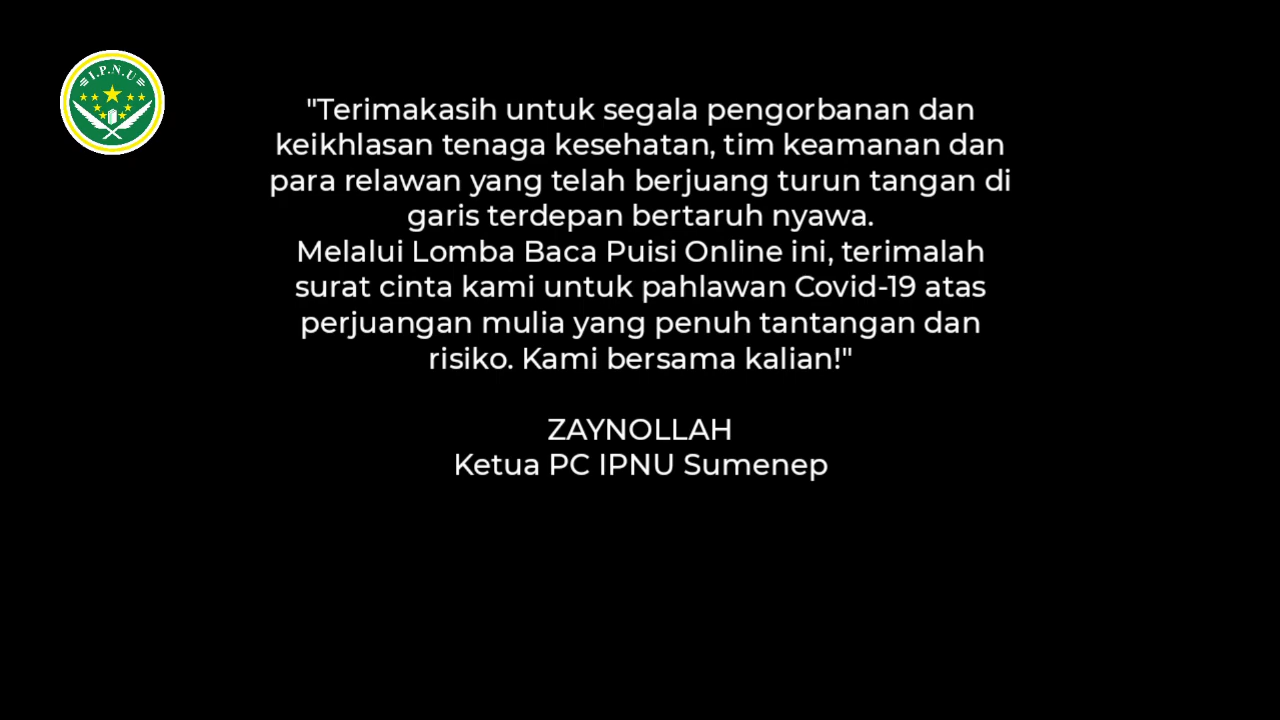 I.P.N.U
"Terimakasih untuk segala pengorbanan dan
keikhlasan tenaga kesehatan, tim keamanan dan
para relawan yang telah berjuang turun tangan di
garis terdepan bertaruh nyawa.
Melalui Lomba Baca Puisi Online ini, terimalah
surat cinta kami untuk pahlawan Covid-19 atas
perjuangan mulia yang penuh tantangan dan
risiko. Kami bersama kalian!"
ZAYNOLLAH
Ketua PC IPNU Sumenep